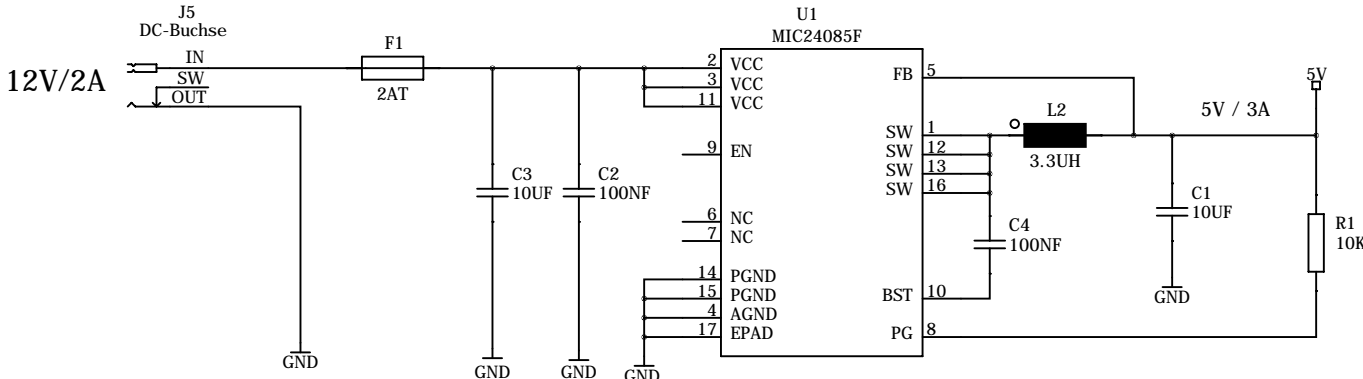 J5
DC-Buchse
12V/2A
IN
SW
OUT
GND
F1
2AT
C3
10UF
GND
C2
100NF
GND
U1
MIC24085F
2 VCC
3 VCC
11 VCC
9 EN
6 NC
7 NC
14 PGND
15 PGND
4 AGND
17 EPAD
GND
FB 5
SW 1
SW 12
SW 13
SW 16
BST 10
PG 8
L2
3.3UH
C4
100NF
5V / 3A
5V
C1
10UF
GND
R1
10K